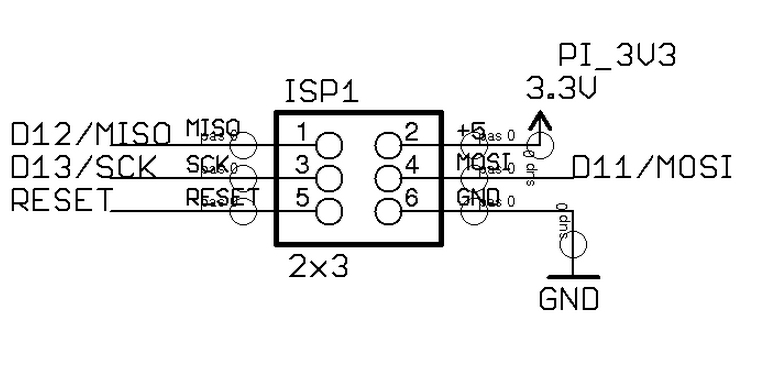 PI_3V3
3.3V
ISP1
D12/MISO MISO pas 0 1 2 +5 pas 0
D13/SCK SCK pas 0 3 4 MOSI pas 0 D11/MOSI
RESET RESET pas 0 5 6 GND pas 0
0 sup
0 sup
2x3
GND